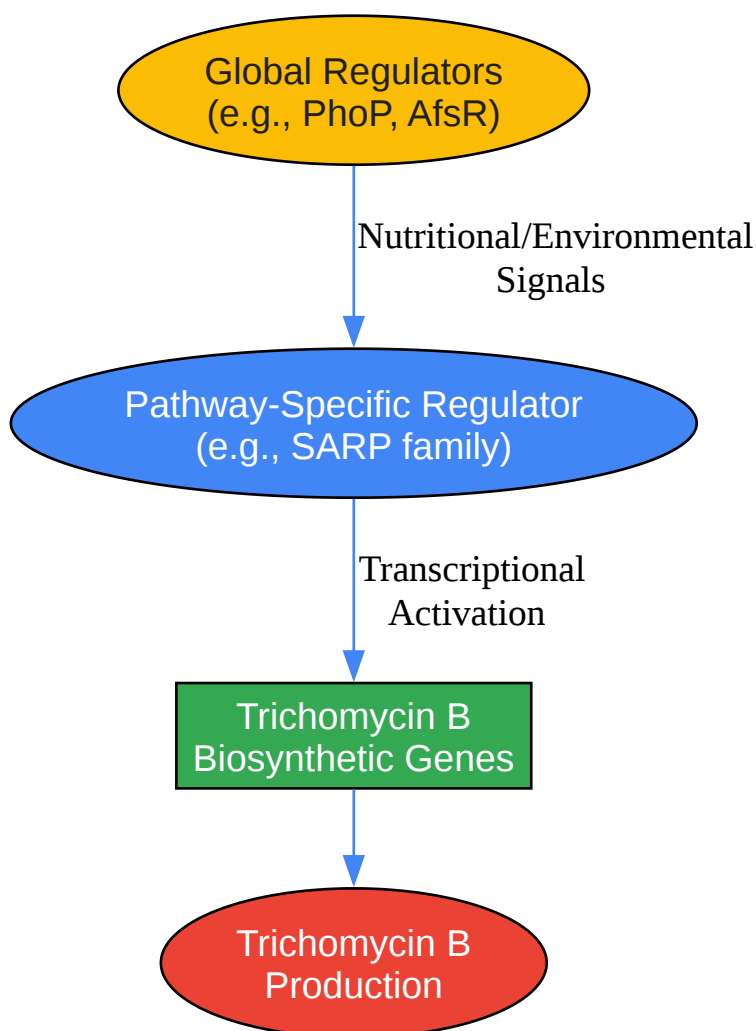 Global Regulators
(e.g., PhoP, AfsR)
Nutritional/Environmental
Signals
Pathway-Specific Regulator
(e.g., SARP family)
Transcriptional
Activation
Trichomycin B
Biosynthetic Genes
Trichomycin B
Production